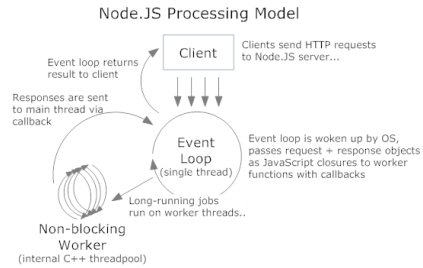 Node.JS Processing Model
Client
Clients send HTTP requests
to Node.JS server...
Event loop returns
result to client
Responses are sent
to main thread via
callback
Event
Loop
(single thread)
Event loop is woken up by OS,
passes request + response objects
as JavaScript closures to worker
functions with callbacks
Long-running jobs
run on worker threads..
Non-blocking
Worker
(internal C++ threadpool)